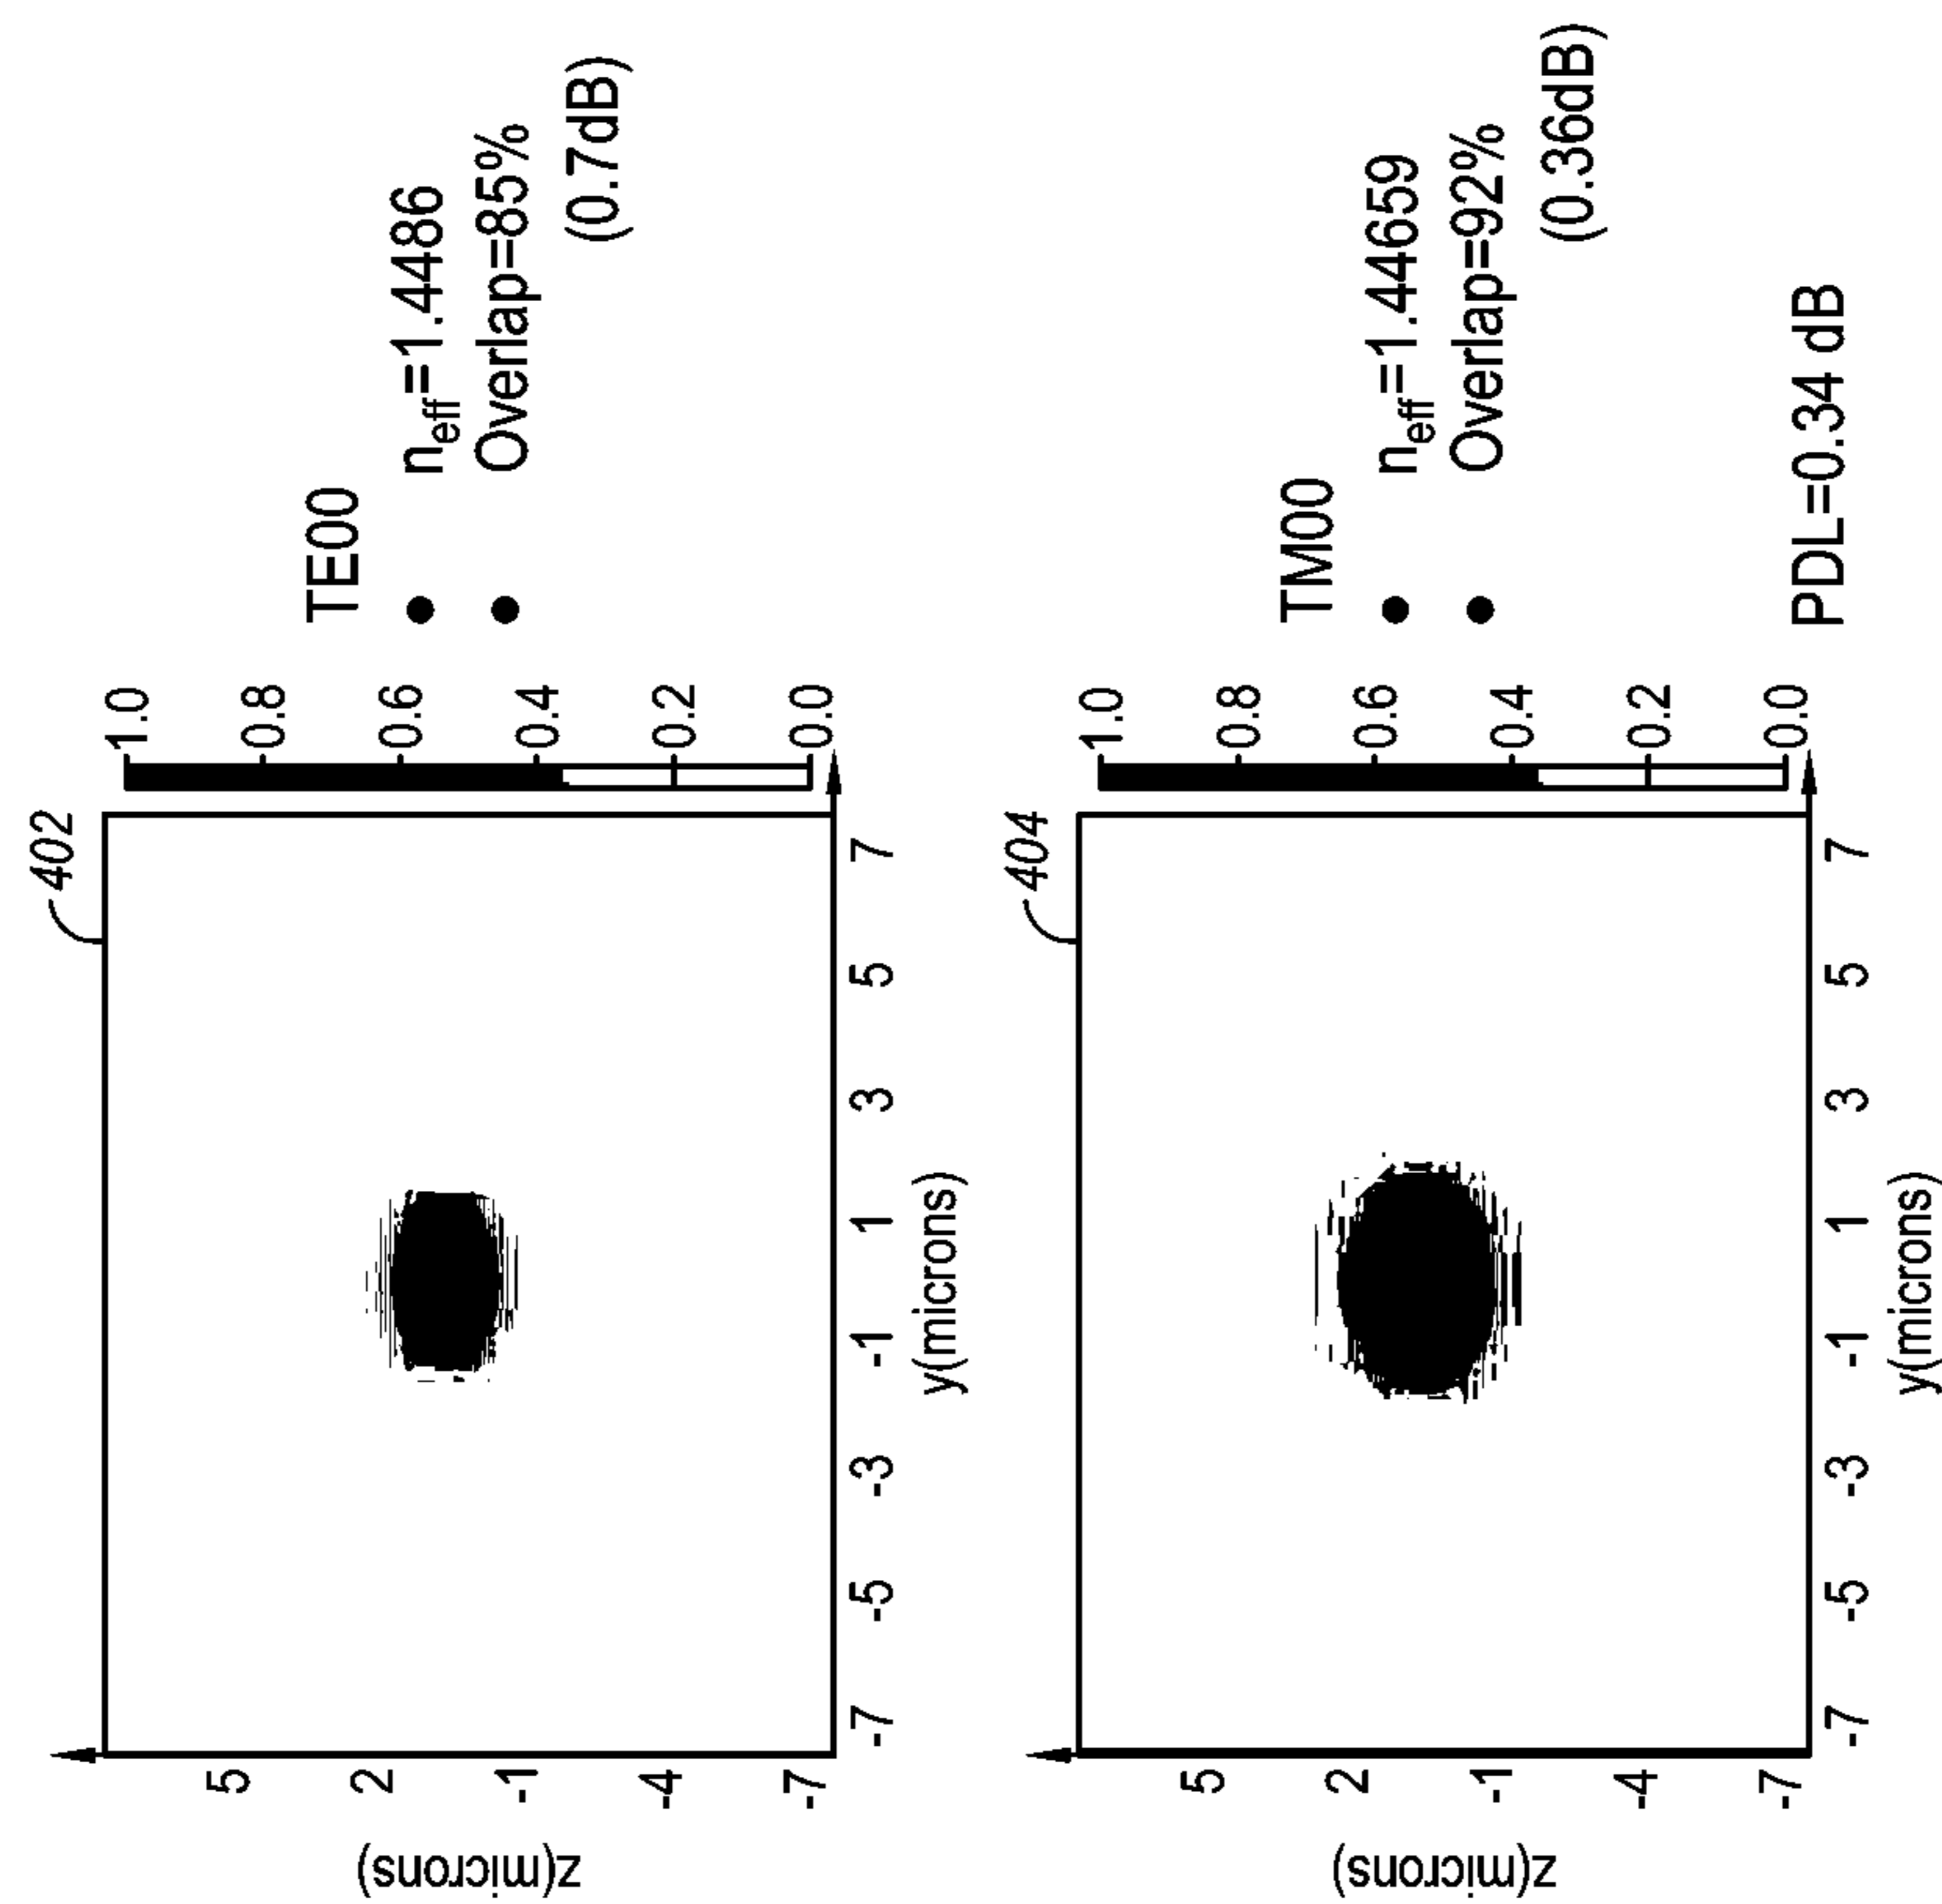 402
z(microns)
5
2
-1
-4
-7
-7 -5 -3 -1 1 3 5 7
y(microns)
1.0
0.8
0.6
0.4
0.2
0.0
TE00
● neff=1.4486
● Overlap=85%
(0.7dB)
404
z(microns)
5
2
-1
-4
-7
-7 -5 -3 -1 1 3 5 7
y(microns)
1.0
0.8
0.6
0.4
0.2
0.0
TM00
● neff=1.44659
● Overlap=92%
(0.36dB)
PDL=0.34 dB